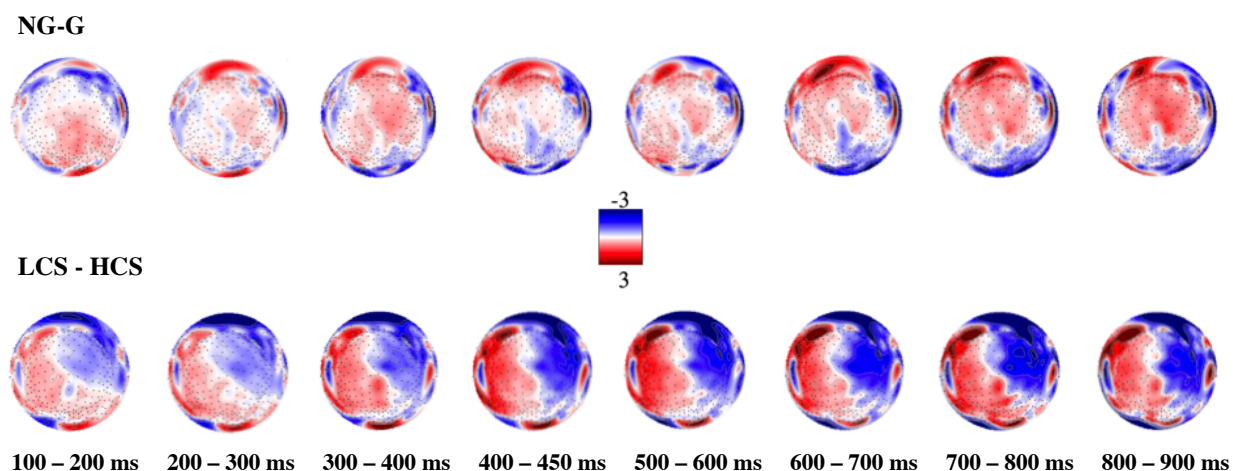 NG-G
-3
3
LCS - HCS
100 – 200 ms 200 – 300 ms 300 – 400 ms 400 – 450 ms 500 – 600 ms 600 – 700 ms 700 – 800 ms 800 – 900 ms